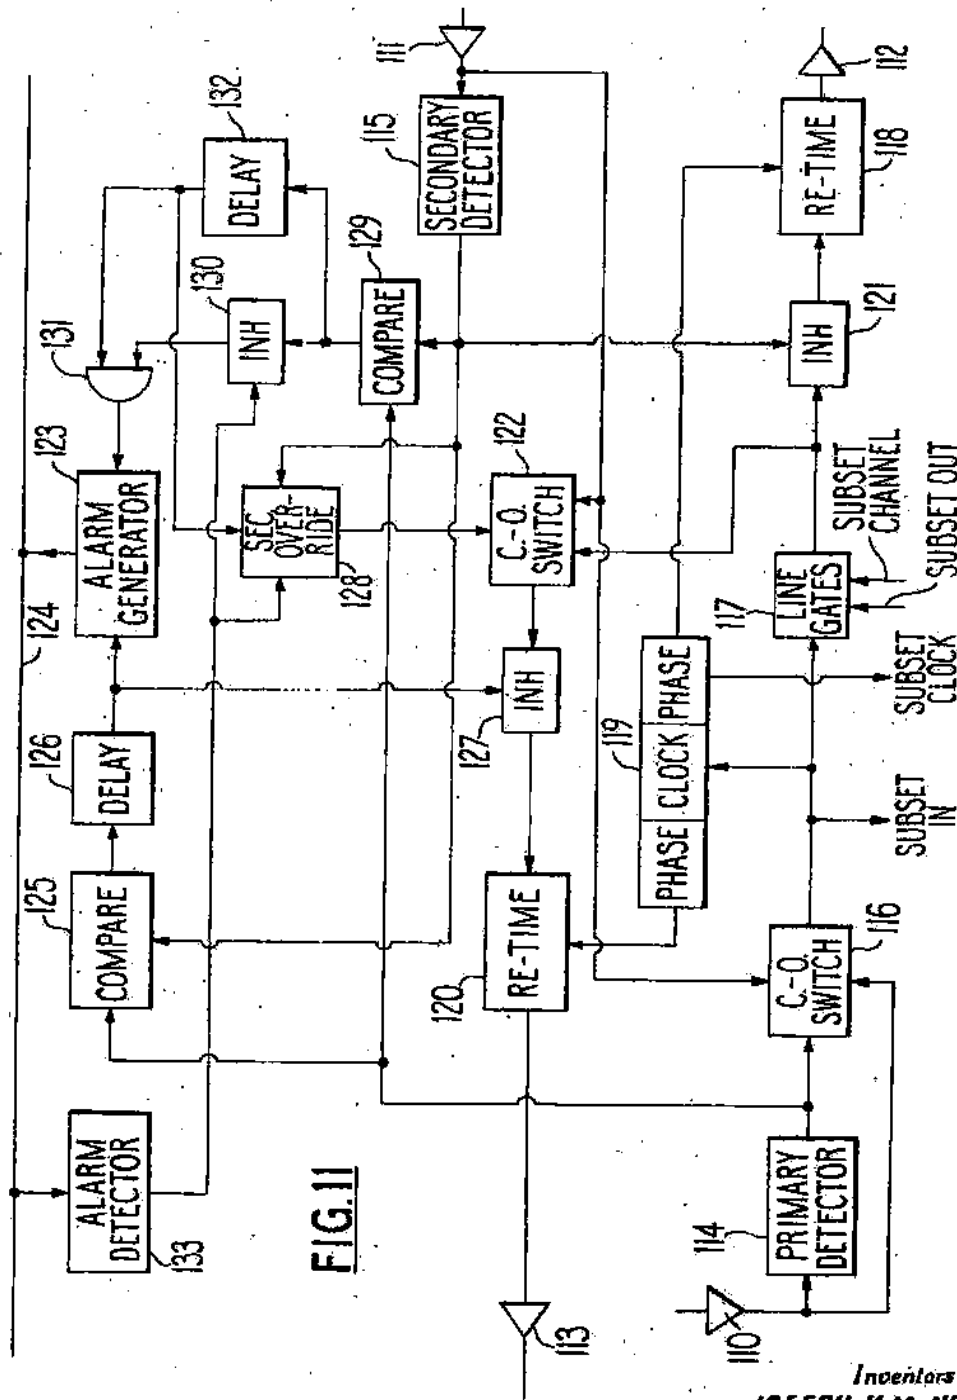 124
ALARM
DETECTOR
133
125
COMPARE
126
DELAY
123
ALARM
GENERATOR
131
132
DELAY
130
INH
129
COMPARE
SEC.
OVER-
RIDE
128
115
SECONDARY
DETECTOR
111
122
C.-O.
SWITCH
INH
127
120
RE-TIME
113
FIG.11
119
PHASE
CLOCK
PHASE
110
114
PRIMARY
DETECTOR
C.-O.
SWITCH
116
117
LINE
GATES
INH
121
RE-TIME
118
112
SUBSET
IN
SUBSET
CLOCK
SUBSET
CHANNEL
SUBSET OUT
Inventors